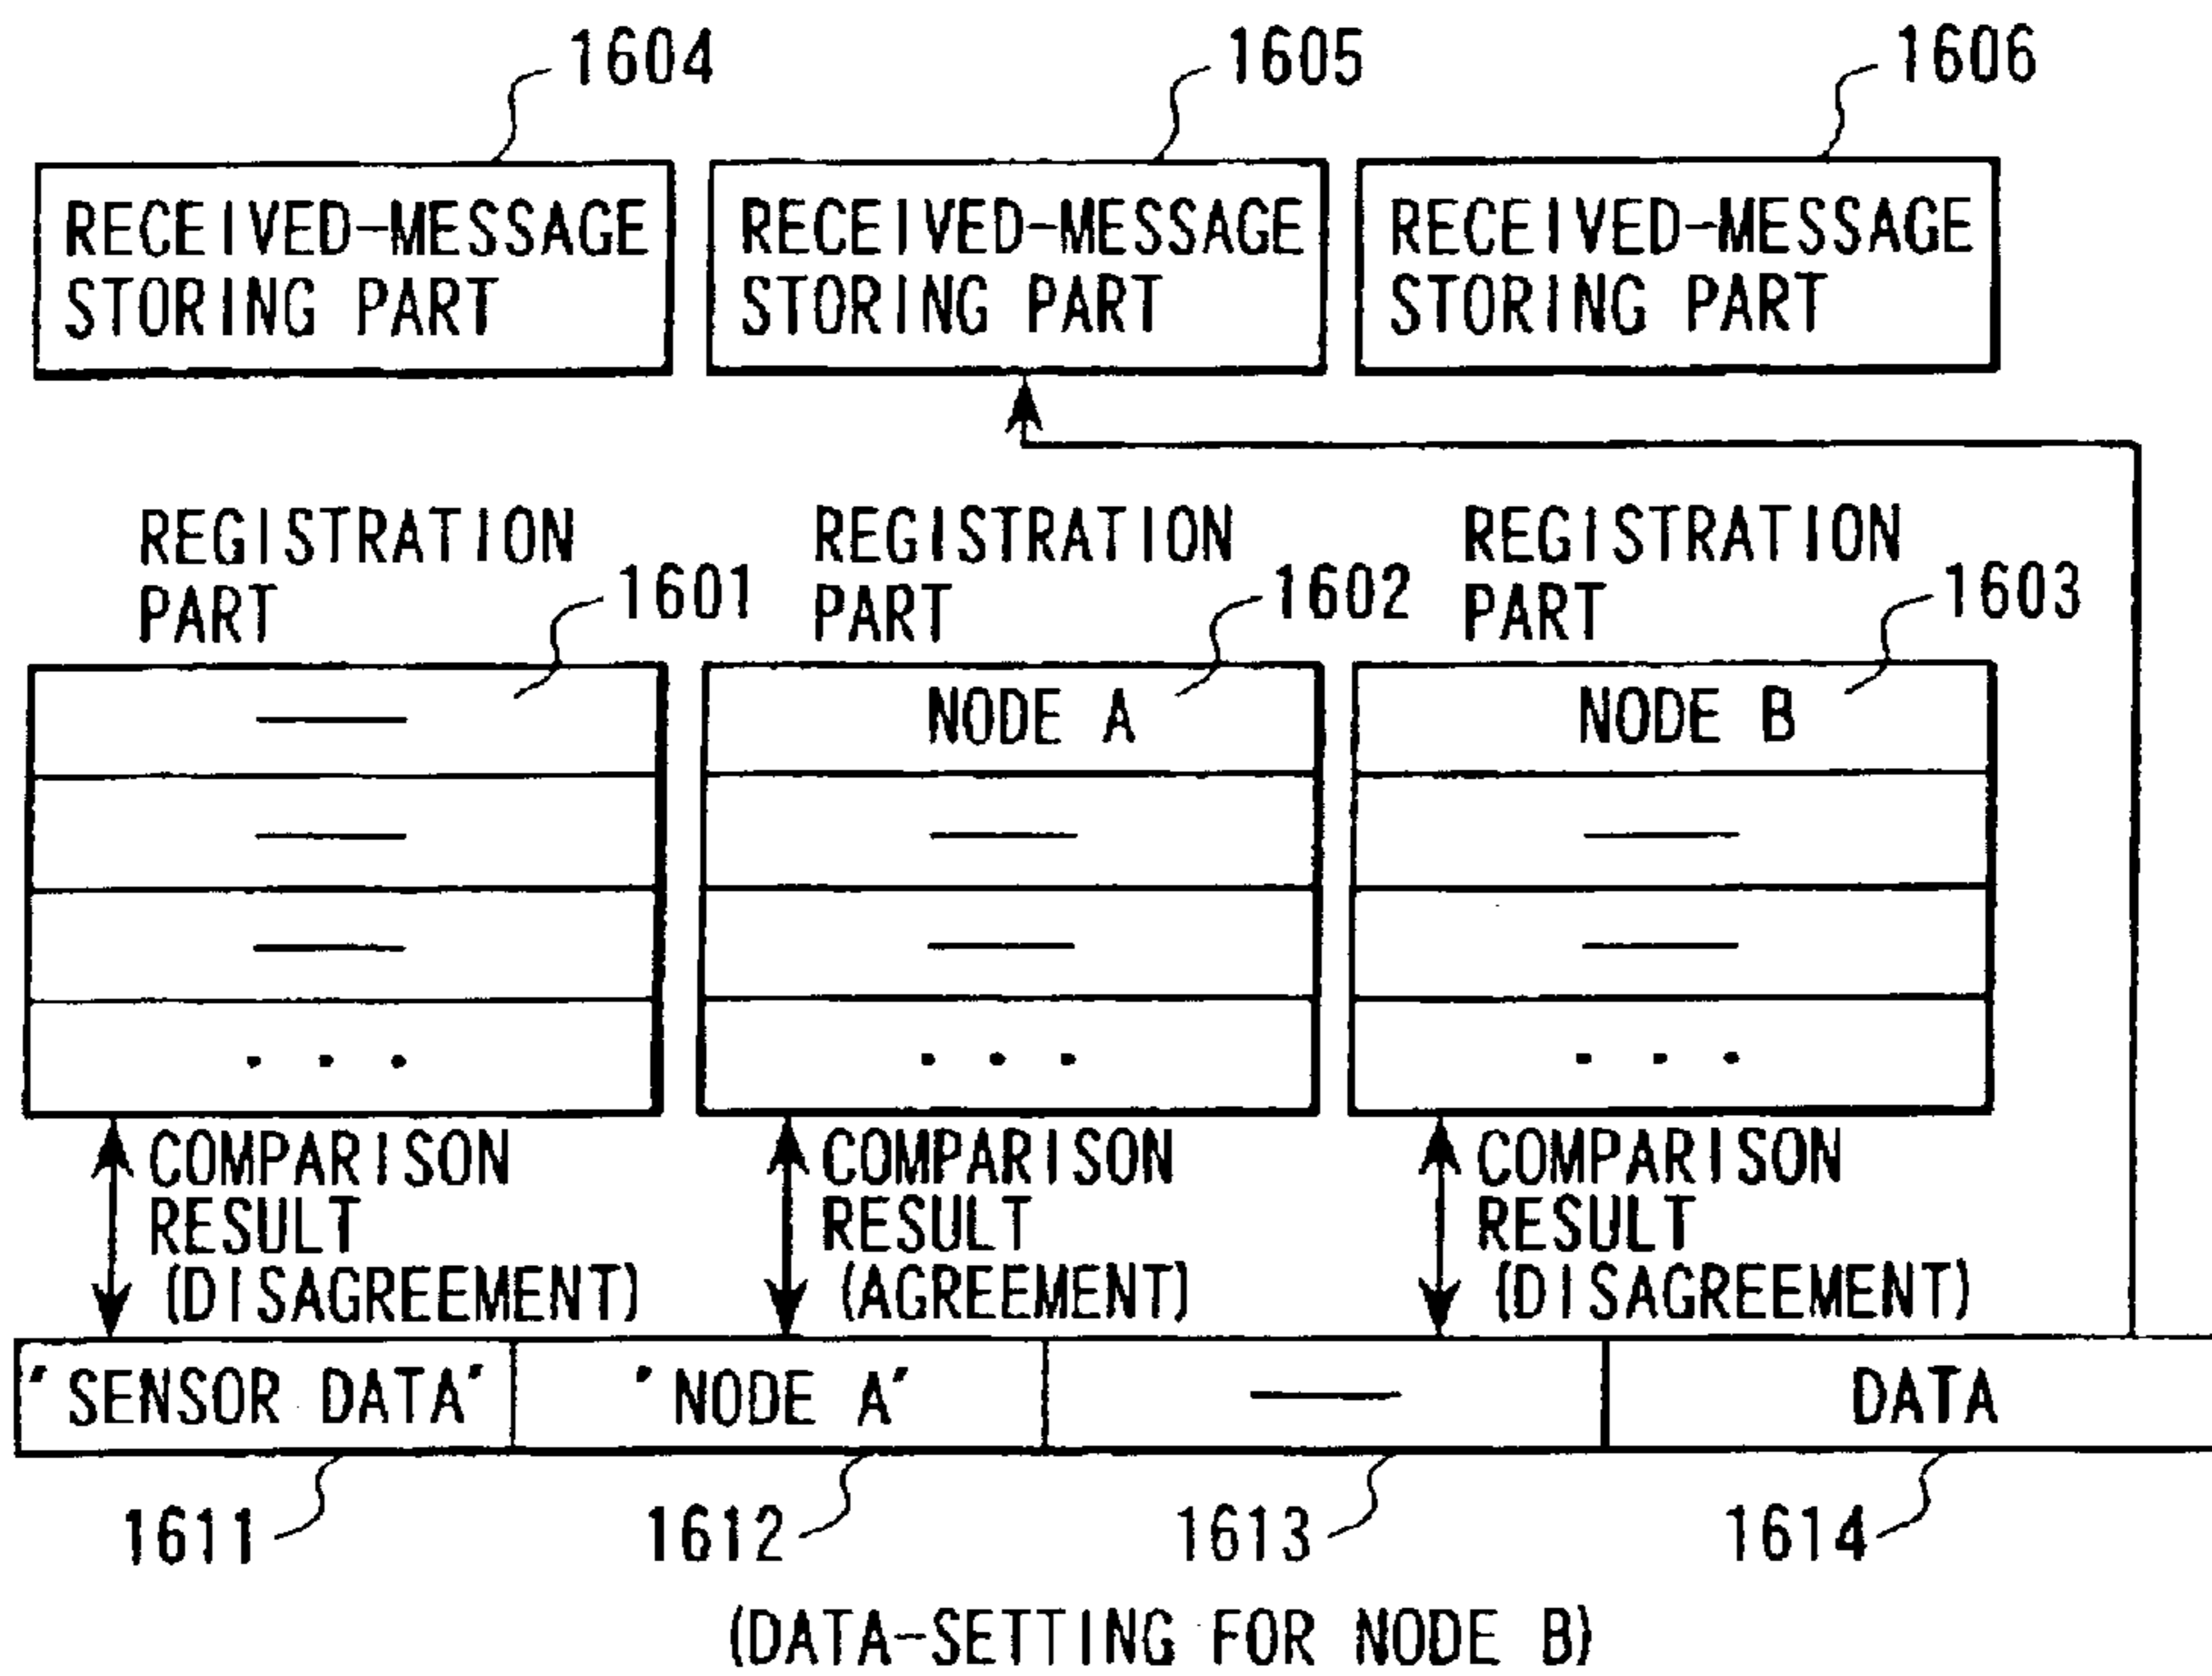 1604 1605 1606
RECEIVED-MESSAGE RECEIVED-MESSAGE RECEIVED-MESSAGE
STORING PART STORING PART STORING PART
REGISTRATION REGISTRATION REGISTRATION
PART 1601 PART 1602 PART 1603
— NODE A NODE B
— — —
— — —
. . . . . . . . .
COMPARISON COMPARISON COMPARISON
RESULT RESULT RESULT
(DISAGREEMENT) (AGREEMENT) (DISAGREEMENT)
'SENSOR DATA' 'NODE A' — DATA
1611 1612 1613 1614
(DATA-SETTING FOR NODE B)